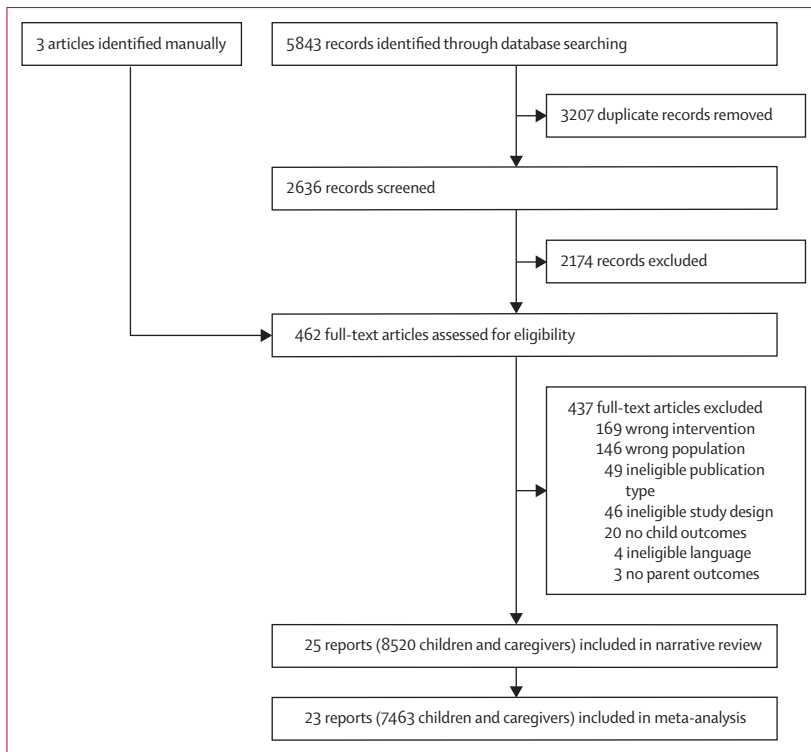 3 articles identified manually
5843 records identified through database searching
3207 duplicate records removed
2636 records screened
2174 records excluded
462 full-text articles assessed for eligibility
437 full-text articles excluded
169 wrong intervention
146 wrong population
49 ineligible publication
type
46 ineligible study design
20 no child outcomes
4 ineligible language
3 no parent outcomes
25 reports (8520 children and caregivers) included in narrative review
23 reports (7463 children and caregivers) included in meta-analysis